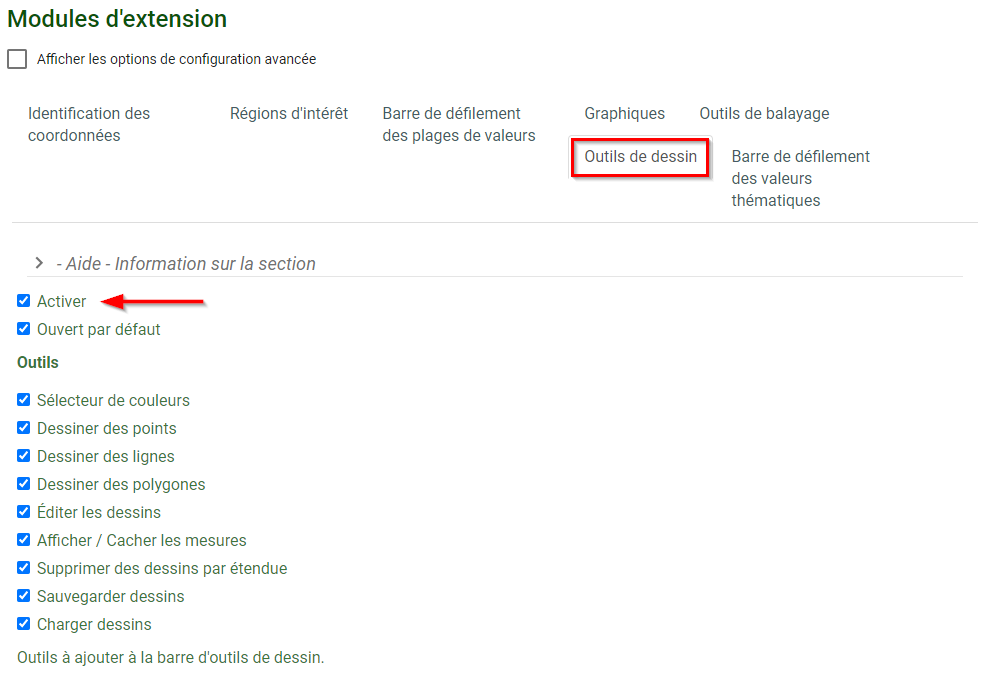 Modules d'extension
Afficher les options de configuration avancée
Identification des
coordonnées
Régions d'intérêt
Barre de défilement
des plages de valeurs
Graphiques
Outils de balayage
Outils de dessin
Barre de défilement
des valeurs
thématiques
- Aide - Information sur la section
Activer
Ouvert par défaut
Outils
Sélecteur de couleurs
Dessiner des points
Dessiner des lignes
Dessiner des polygones
Éditer les dessins
Afficher / Cacher les mesures
Supprimer des dessins par étendue
Sauvegarder dessins
Charger dessins
Outils à ajouter à la barre d'outils de dessin.